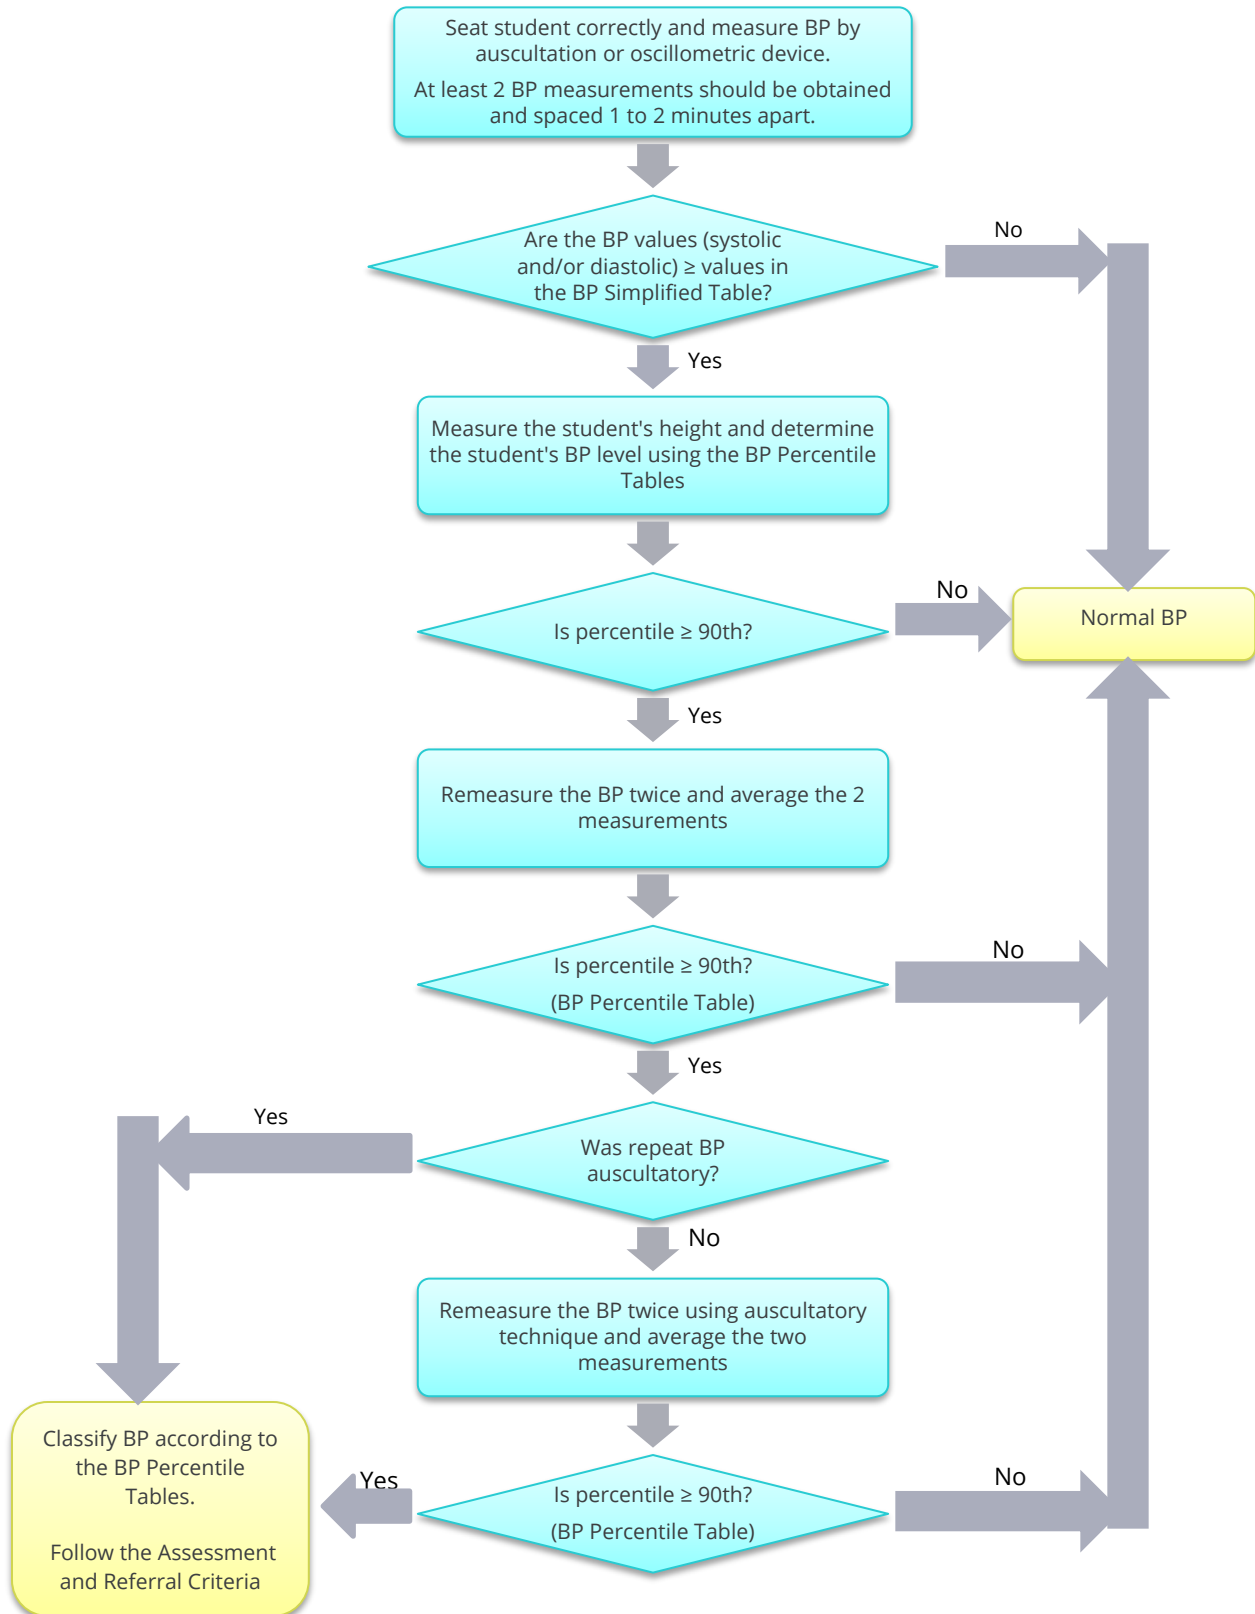 Seat student correctly and measure BP by
auscultation or oscillometric device.
At least 2 BP measurements should be obtained
and spaced 1 to 2 minutes apart.
Are the BP values (systolic
and/or diastolic) ≥ values in
the BP Simplified Table?
No
Yes
Measure the student's height and determine
the student's BP level using the BP Percentile
Tables
Is percentile ≥ 90th?
No
Normal BP
Yes
Remeasure the BP twice and average the 2
measurements
Is percentile ≥ 90th?
(BP Percentile Table)
No
Yes
Was repeat BP
auscultatory?
Yes
No
Remeasure the BP twice using auscultatory
technique and average the two
measurements
Is percentile ≥ 90th?
(BP Percentile Table)
Yes
No
Classify BP according to
the BP Percentile
Tables.
Follow the Assessment
and Referral Criteria